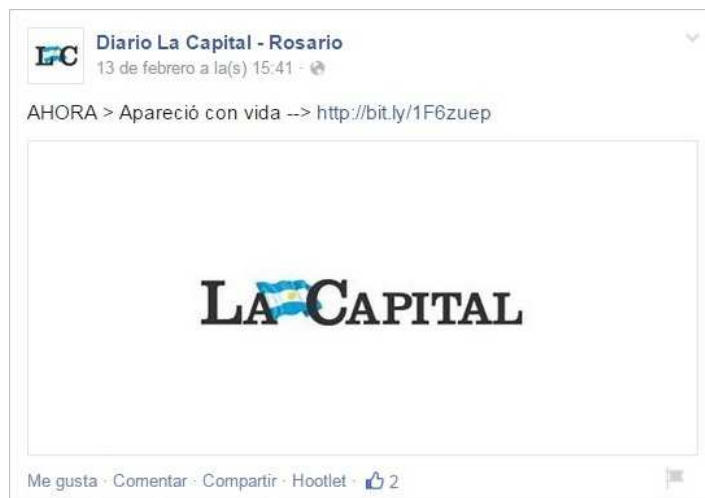 LC
Diario La Capital - Rosario
13 de febrero a la(s) 15:41 ·
AHORA > Apareció con vida --> http://bit.ly/1F6zuep
LA CAPITAL
Me gusta · Comentar · Compartir · Hootlet · 2